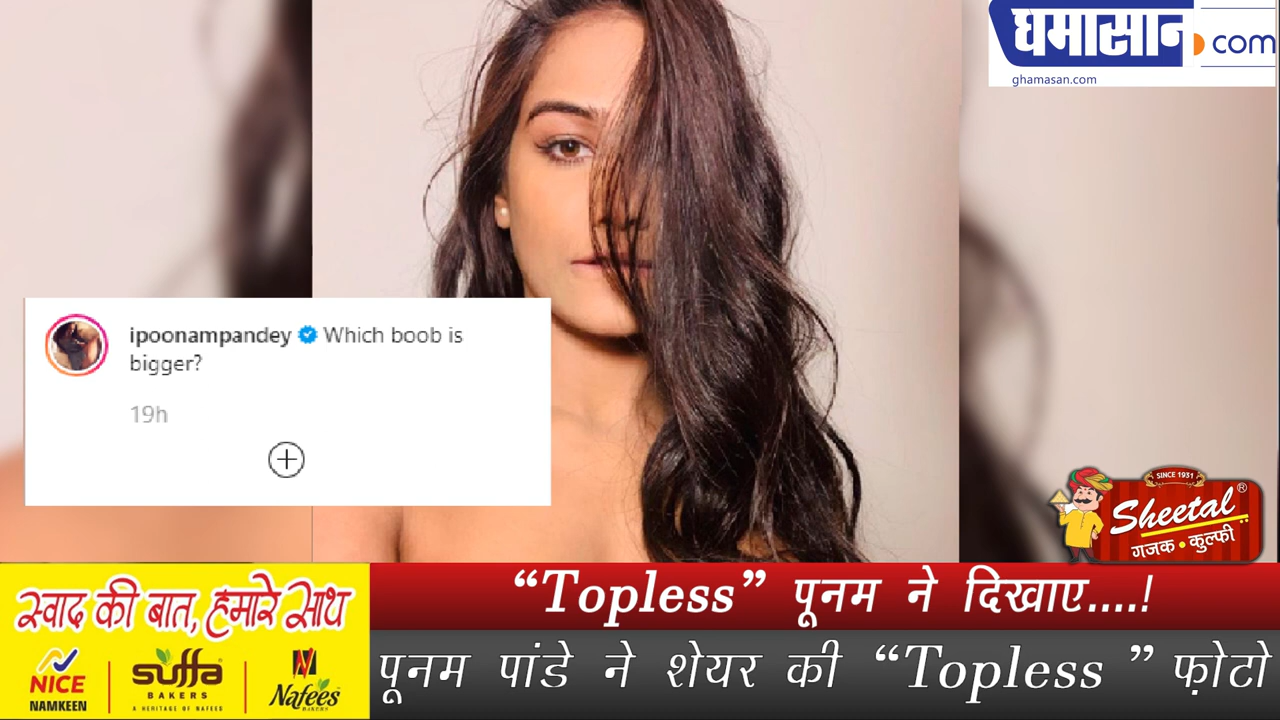 घमासान.com
ghamasan.com
ipoonampandey Which boob is
bigger?
19h
SINCE 1931
Sheetal®
गजक • कुल्फी
“Topless” पूनम ने दिखाए....!
पूनम पांडे ने शेयर की “Topless ” फ़ोटो
स्वाद की बात, हमारे साथ
NICE
NAMKEEN
Suffa
BAKERS
A HERITAGE OF NAFEES
Nafees
BAKERS